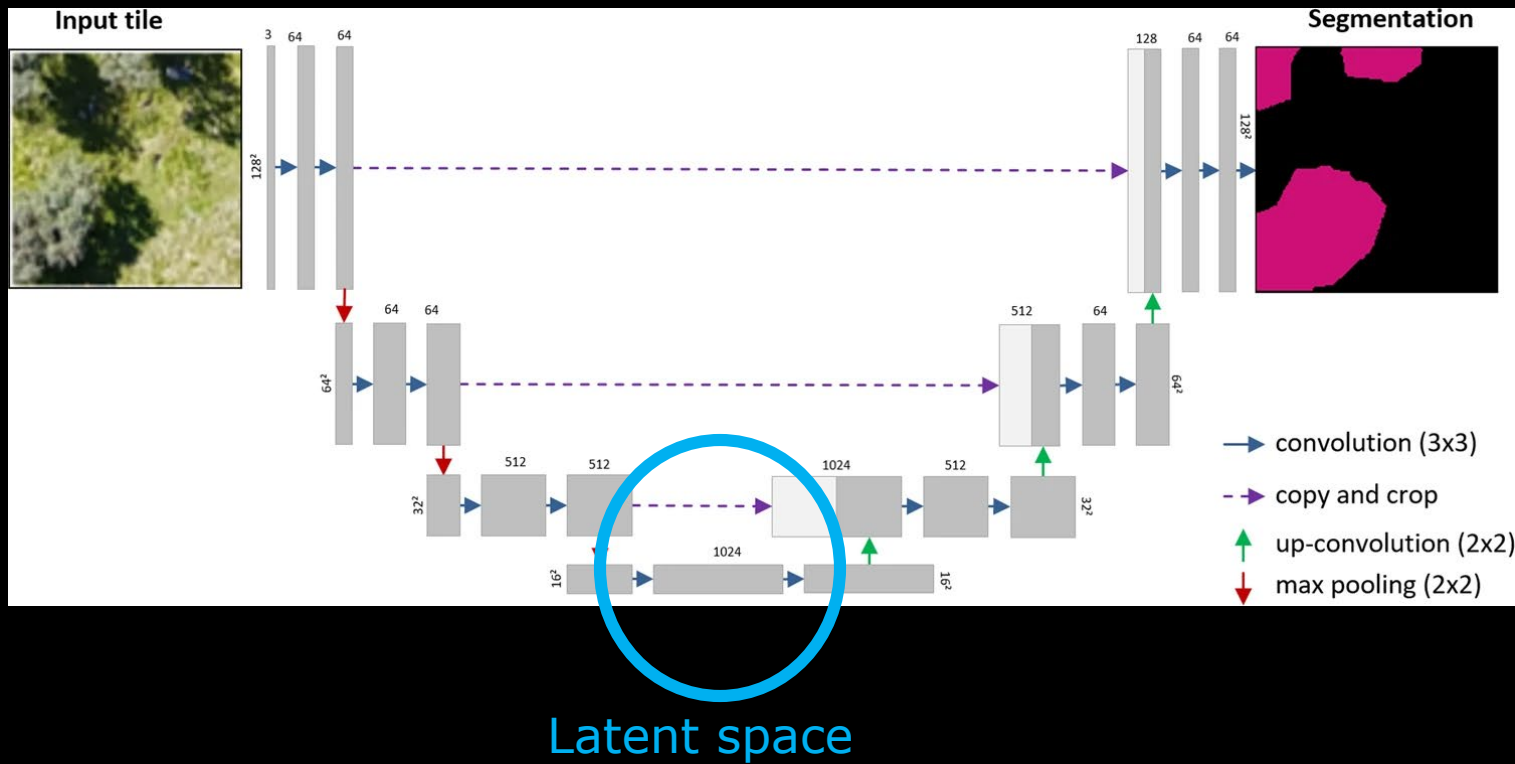 Input tile
Segmentation
3 64 64
128 64 64
128²
128²
64 64
512 64
64²
64²
512 512
1024 512
32²
32²
1024
16²
16²
convolution (3x3)
copy and crop
up-convolution (2x2)
max pooling (2x2)
Latent space